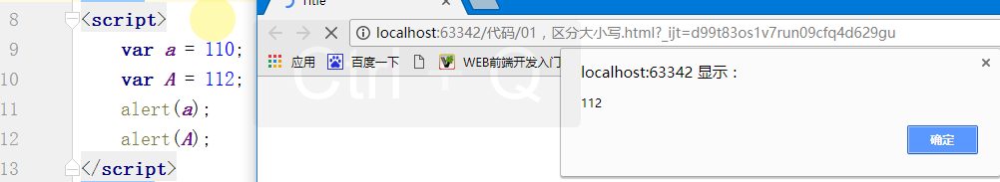 8 <script>
9 var a = 110;
10 var A = 112;
11 alert(a);
12 alert(A);
13 </script>
Title
localhost:63342/代码/01，区分大小写.html?_ijt=d99t83os1v7run09cfq4d629gu
应用 百度一下 WEB前端开发入门
Ctrl + Q
localhost:63342 显示：
112
确定